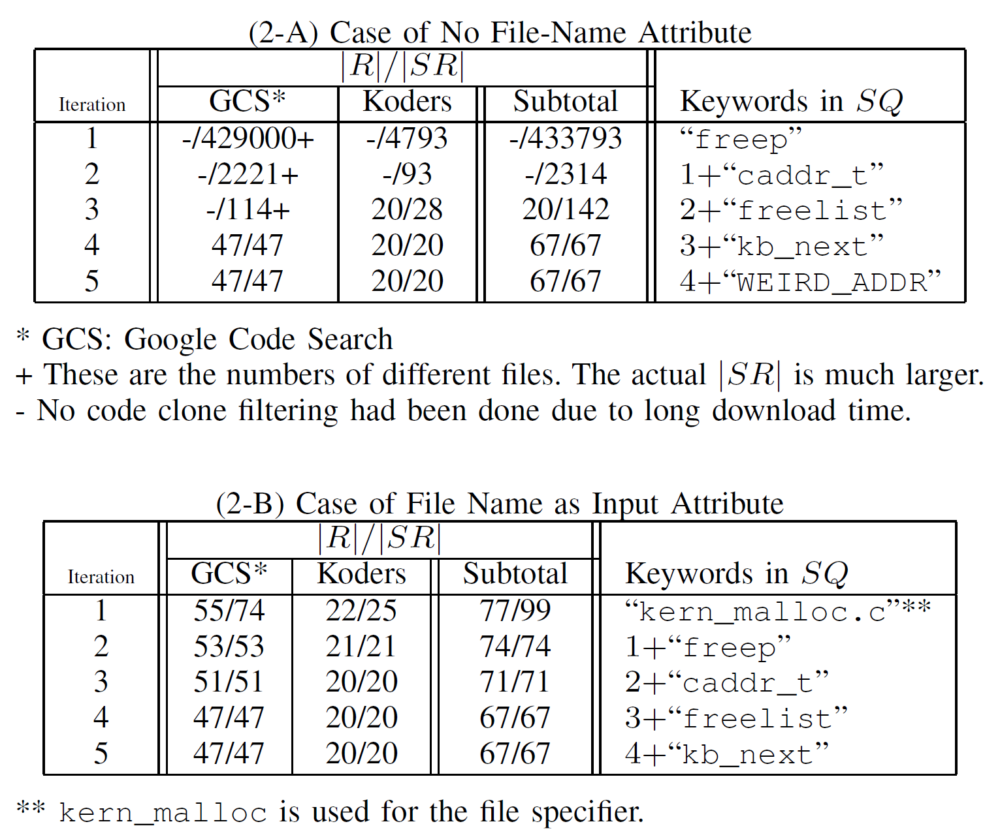 (2-A) Case of No File-Name Attribute
|R|/|SR|
Iteration GCS* Koders Subtotal Keywords in SQ
1 -/429000+ -/4793 -/433793 “freep”
2 -/2221+ -/93 -/2314 1+“caddr_t”
3 -/114+ 20/28 20/142 2+“freelist”
4 47/47 20/20 67/67 3+“kb_next”
5 47/47 20/20 67/67 4+“WEIRD_ADDR”
* GCS: Google Code Search
+ These are the numbers of different files. The actual |SR| is much larger.
- No code clone filtering had been done due to long download time.
(2-B) Case of File Name as Input Attribute
|R|/|SR|
Iteration GCS* Koders Subtotal Keywords in SQ
1 55/74 22/25 77/99 “kern_malloc.c”**
2 53/53 21/21 74/74 1+“freep”
3 51/51 20/20 71/71 2+“caddr_t”
4 47/47 20/20 67/67 3+“freelist”
5 47/47 20/20 67/67 4+“kb_next”
** kern_malloc is used for the file specifier.